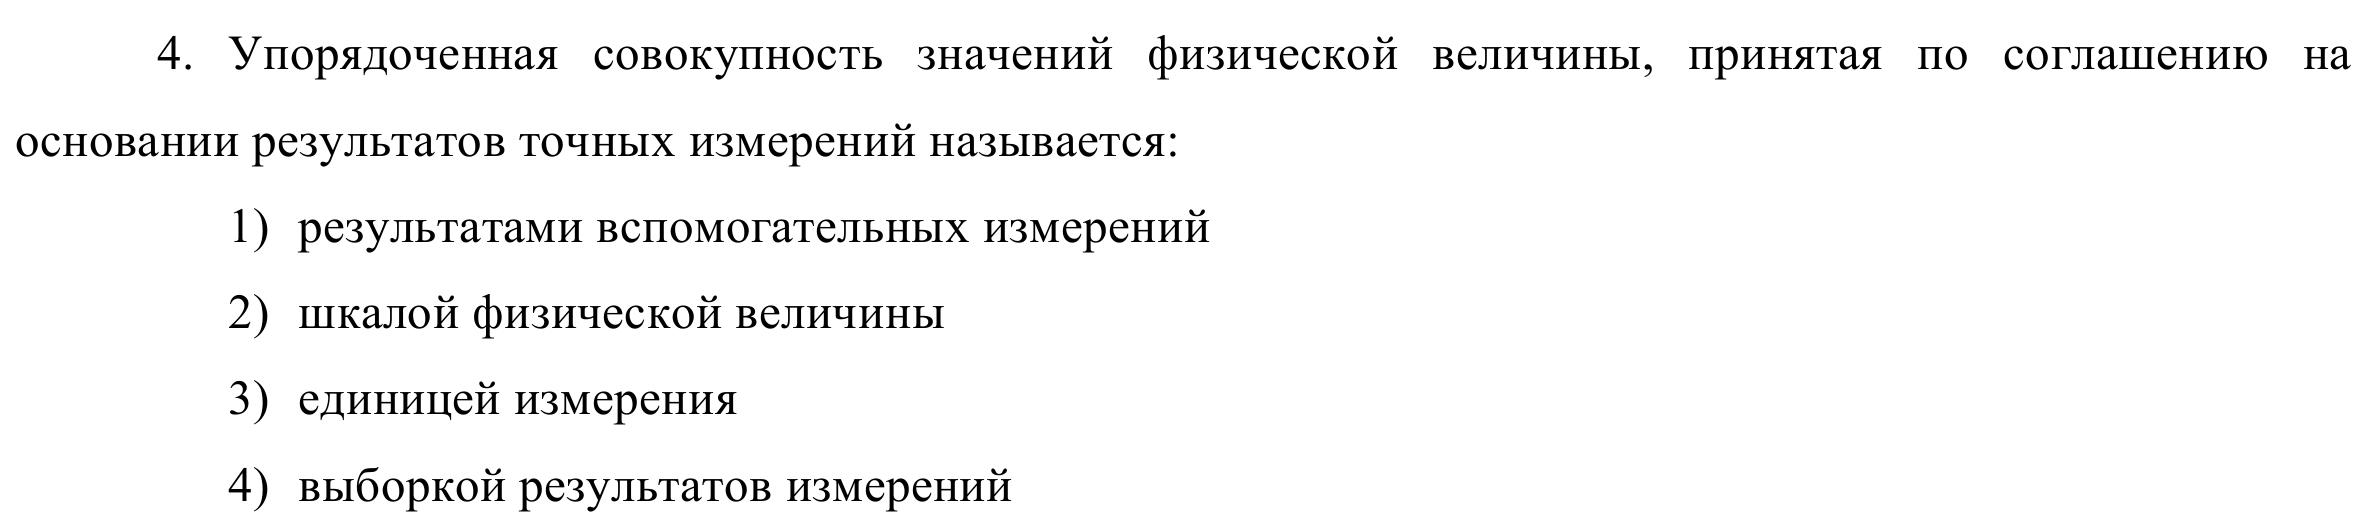 4. Упорядоченная совокупность значений физической величины, принятая по соглашению на
основании результатов точных измерений называется:
1) результатами вспомогательных измерений
2) шкалой физической величины
3) единицей измерения
4) выборкой результатов измерений